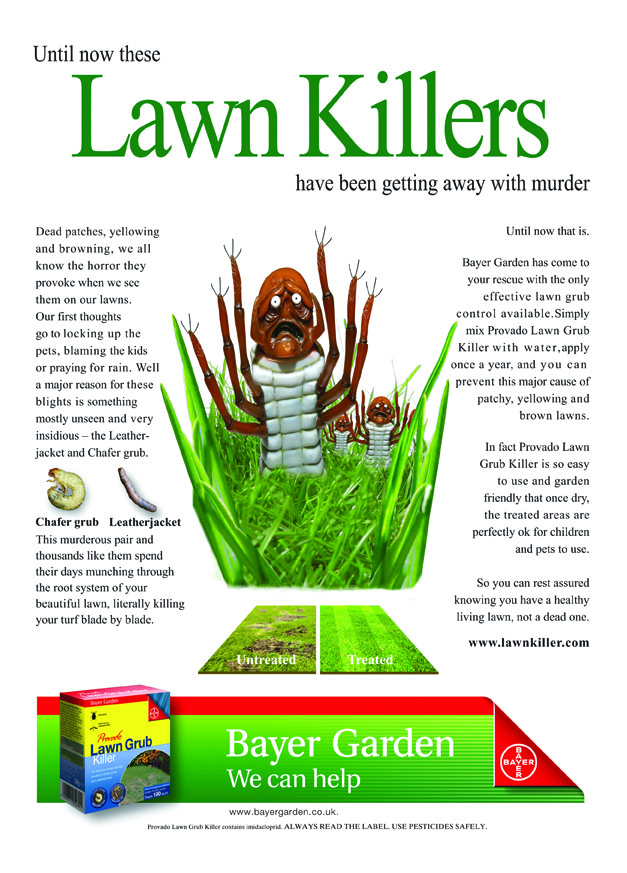 Until now these
Lawn Killers
have been getting away with murder
Dead patches, yellowing
and browning, we all
know the horror they
provoke when we see
them on our lawns.
Our first thoughts
go to locking up the
pets, blaming the kids
or praying for rain. Well
a major reason for these
blights is something
mostly unseen and very
insidious – the Leather-
jacket and Chafer grub.
Chafer grub Leatherjacket
This murderous pair and
thousands like them spend
their days munching through
the root system of your
beautiful lawn, literally killing
your turf blade by blade.
Until now that is.
Bayer Garden has come to
your rescue with the only
effective lawn grub
control available.Simply
mix Provado Lawn Grub
Killer with water,apply
once a year, and you can
prevent this major cause of
patchy, yellowing and
brown lawns.
In fact Provado Lawn
Grub Killer is so easy
to use and garden
friendly that once dry,
the treated areas are
perfectly ok for children
and pets to use.
So you can rest assured
knowing you have a healthy
living lawn, not a dead one.
www.lawnkiller.com
Untreated
Treated
Bayer Garden
Provado
Lawn Grub
Killer
Bayer Garden
We can help
BAYER
BAYER
www.bayergarden.co.uk.
Provado Lawn Grub Killer contains imidacloprid. ALWAYS READ THE LABEL. USE PESTICIDES SAFELY.